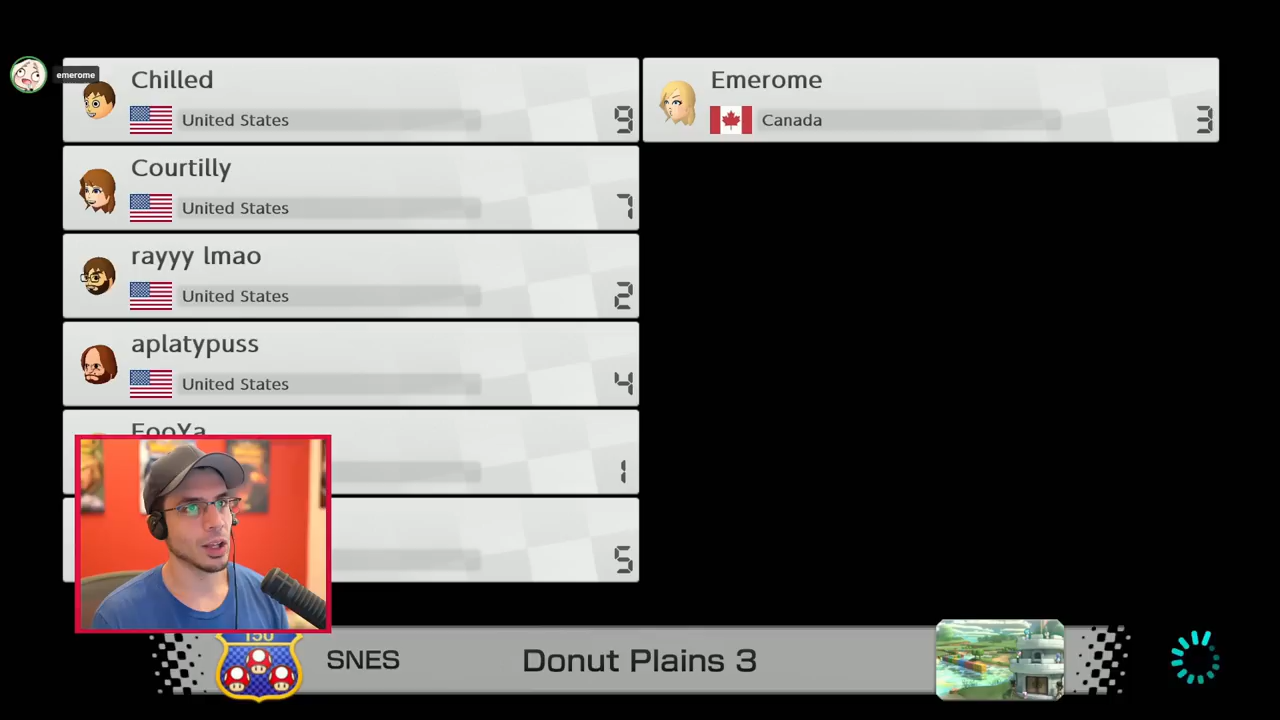 emerome
Chilled
United States
9
Courtilly
United States
7
rayyy lmao
United States
2
aplatypuss
United States
4
FooYa
1
5
Emerome
Canada
3
150
SNES
Donut Plains 3